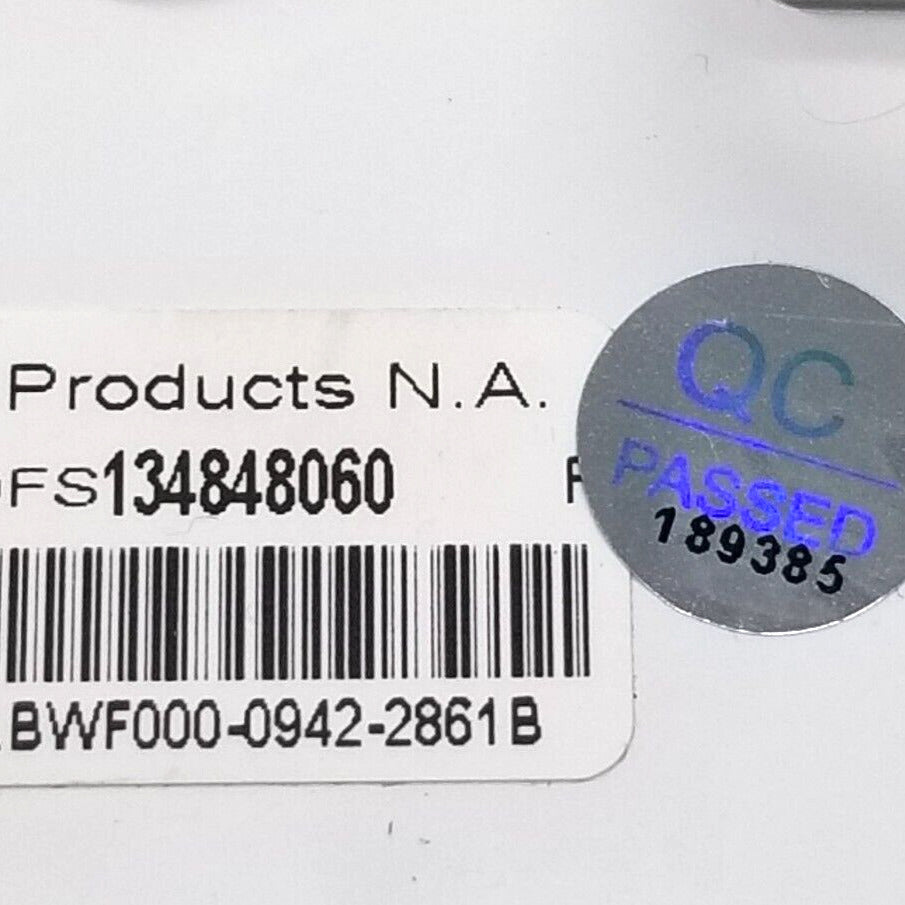 Products N.A.
FS134848060
BWF000-0942-2861B
QC
PASSED
189385